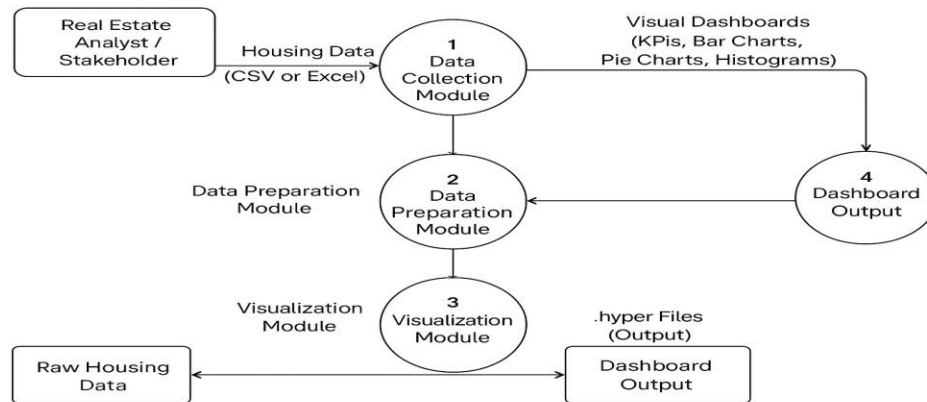 Real Estate
Analyst /
Stakeholder
Housing Data
(CSV or Excel)
1
Data
Collection
Module
Visual Dashboards
(KPis, Bar Charts,
Pie Charts, Histograms)
Data Preparation
Module
2
Data
Preparation
Module
4
Dashboard
Output
Visualization
Module
3
Visualization
Module
.hyper Files
(Output)
Raw Housing
Data
Dashboard
Output